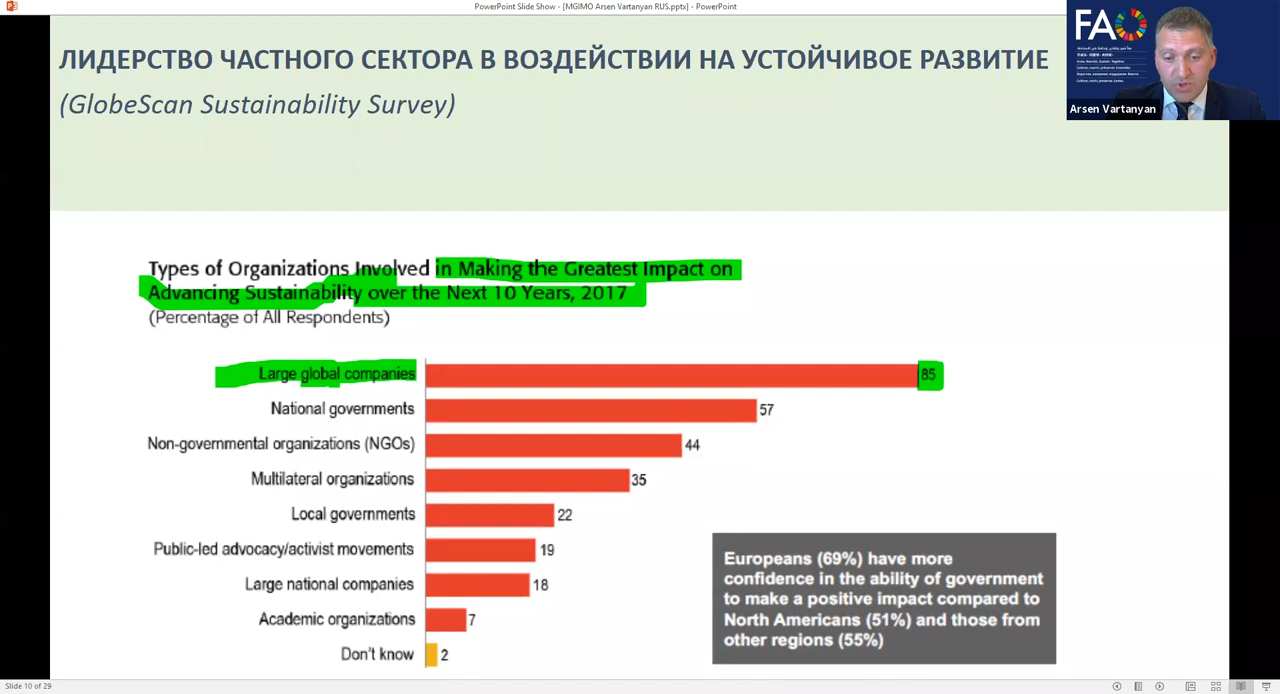 PowerPoint Slide Show - [MGIMO Arsen Vartanyan RUS.pptx] - PowerPoint
ЛИДЕРСТВО ЧАСТНОГО СЕКТОРА В ВОЗДЕЙСТВИИ НА УСТОЙЧИВОЕ РАЗВИТИЕ
(GlobeScan Sustainability Survey)
FAO
Arsen Vartanyan
Types of Organizations Involved in Making the Greatest Impact on
Advancing Sustainability over the Next 10 Years, 2017
(Percentage of All Respondents)
Large global companies 85
National governments 57
Non-governmental organizations (NGOs) 44
Multilateral organizations 35
Local governments 22
Public-led advocacy/activist movements 19
Large national companies 18
Academic organizations 7
Don't know 2
Europeans (69%) have more
confidence in the ability of government
to make a positive impact compared to
North Americans (51%) and those from
other regions (55%)
Slide 10 of 29